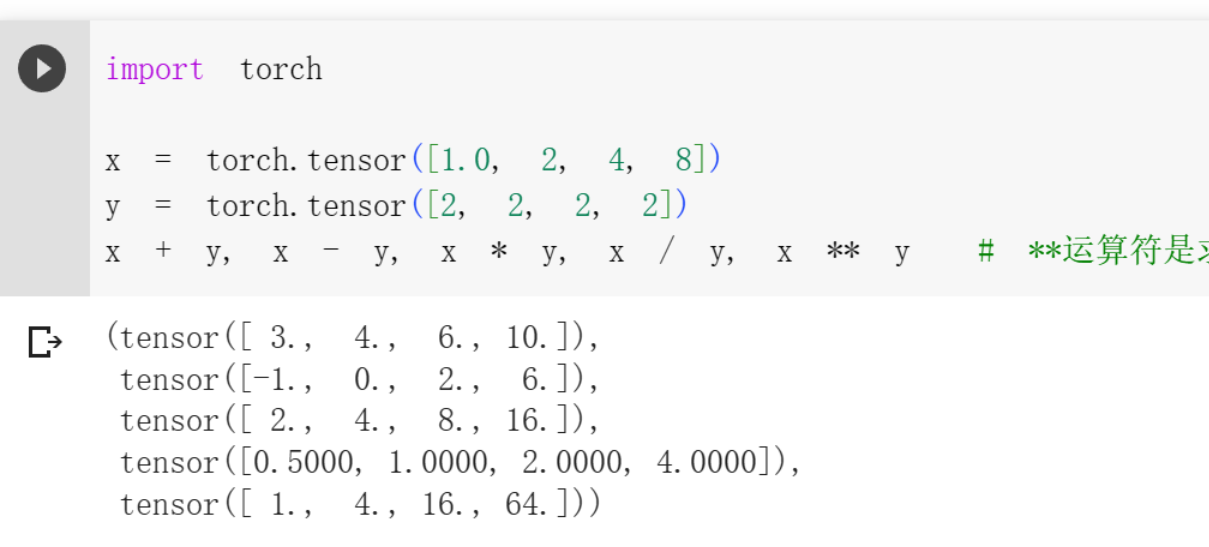 import torch
x = torch.tensor([1.0, 2, 4, 8])
y = torch.tensor([2, 2, 2, 2])
x + y, x - y, x * y, x / y, x ** y # **运算符是
(tensor([ 3., 4., 6., 10.]),
tensor([-1., 0., 2., 6.]),
tensor([ 2., 4., 8., 16.]),
tensor([0.5000, 1.0000, 2.0000, 4.0000]),
tensor([ 1., 4., 16., 64.]))